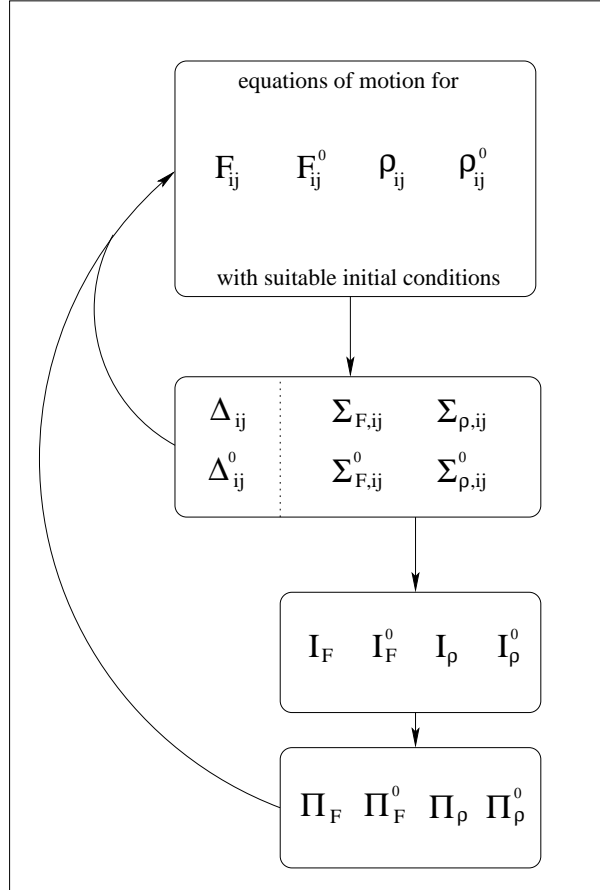 equations of motion for
F_ij F^0_ij ρ_ij ρ^0_ij
with suitable initial conditions
Δ_ij Σ_F,ij Σ_ρ,ij
Δ^0_ij Σ^0_F,ij Σ^0_ρ,ij
I_F I^0_F I_ρ I^0_ρ
Π_F Π^0_F Π_ρ Π^0_ρ